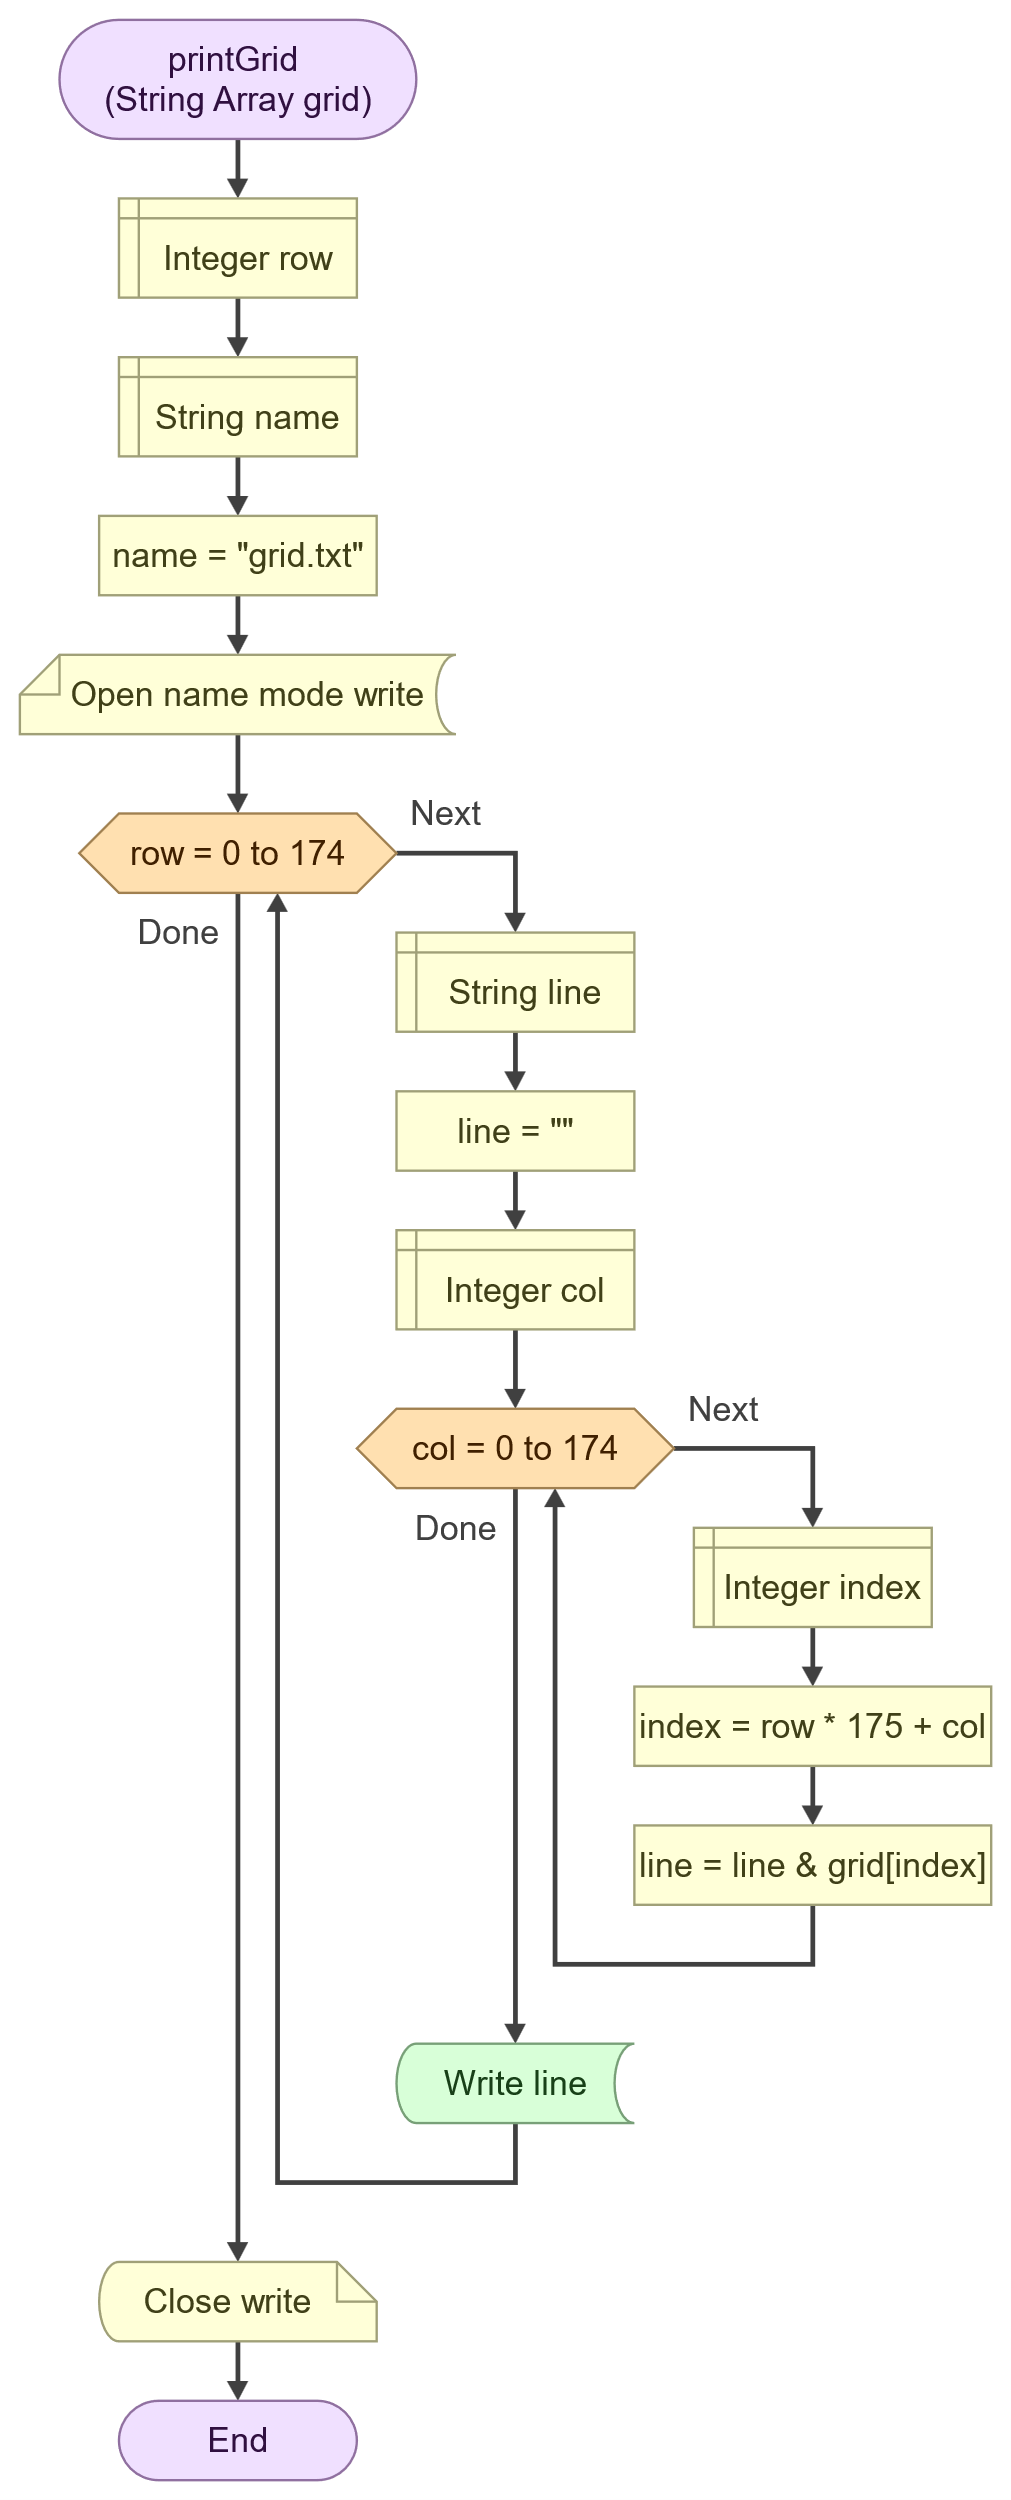 printGrid
(String Array grid)
Integer row
String name
name = "grid.txt"
Open name mode write
row = 0 to 174
Next
Done
String line
line = ""
Integer col
col = 0 to 174
Next
Done
Integer index
index = row * 175 + col
line = line & grid[index]
Write line
Close write
End